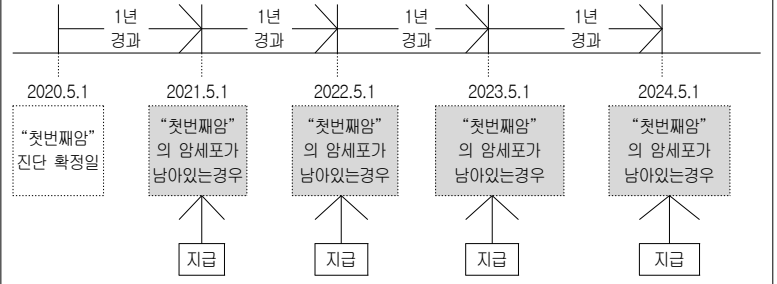 1년 1년 1년 1년
경과 경과 경과 경과
2020.5.1 2021.5.1 2022.5.1 2023.5.1 2024.5.1
“첫번째암”
진단 확정일
“첫번째암”
의 암세포가
남아있는경우
“첫번째암”
의 암세포가
남아있는경우
“첫번째암”
의 암세포가
남아있는경우
“첫번째암”
의 암세포가
남아있는경우
지급 지급 지급 지급